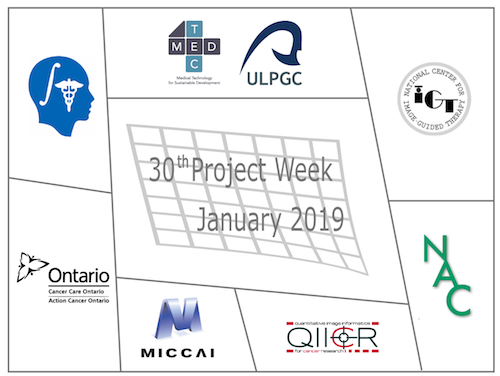 TEC
MED
Medical Technology
for Sustainable Development
ULPGC
NATIONAL CENTER FOR
IMAGE-GUIDED THERAPY
IGT
30th Project Week
January 2019
Ontario
Cancer Care Ontario
Action Cancer Ontario
NAC
MICCAI
quantitative image informatics
QIICR
for cancer research